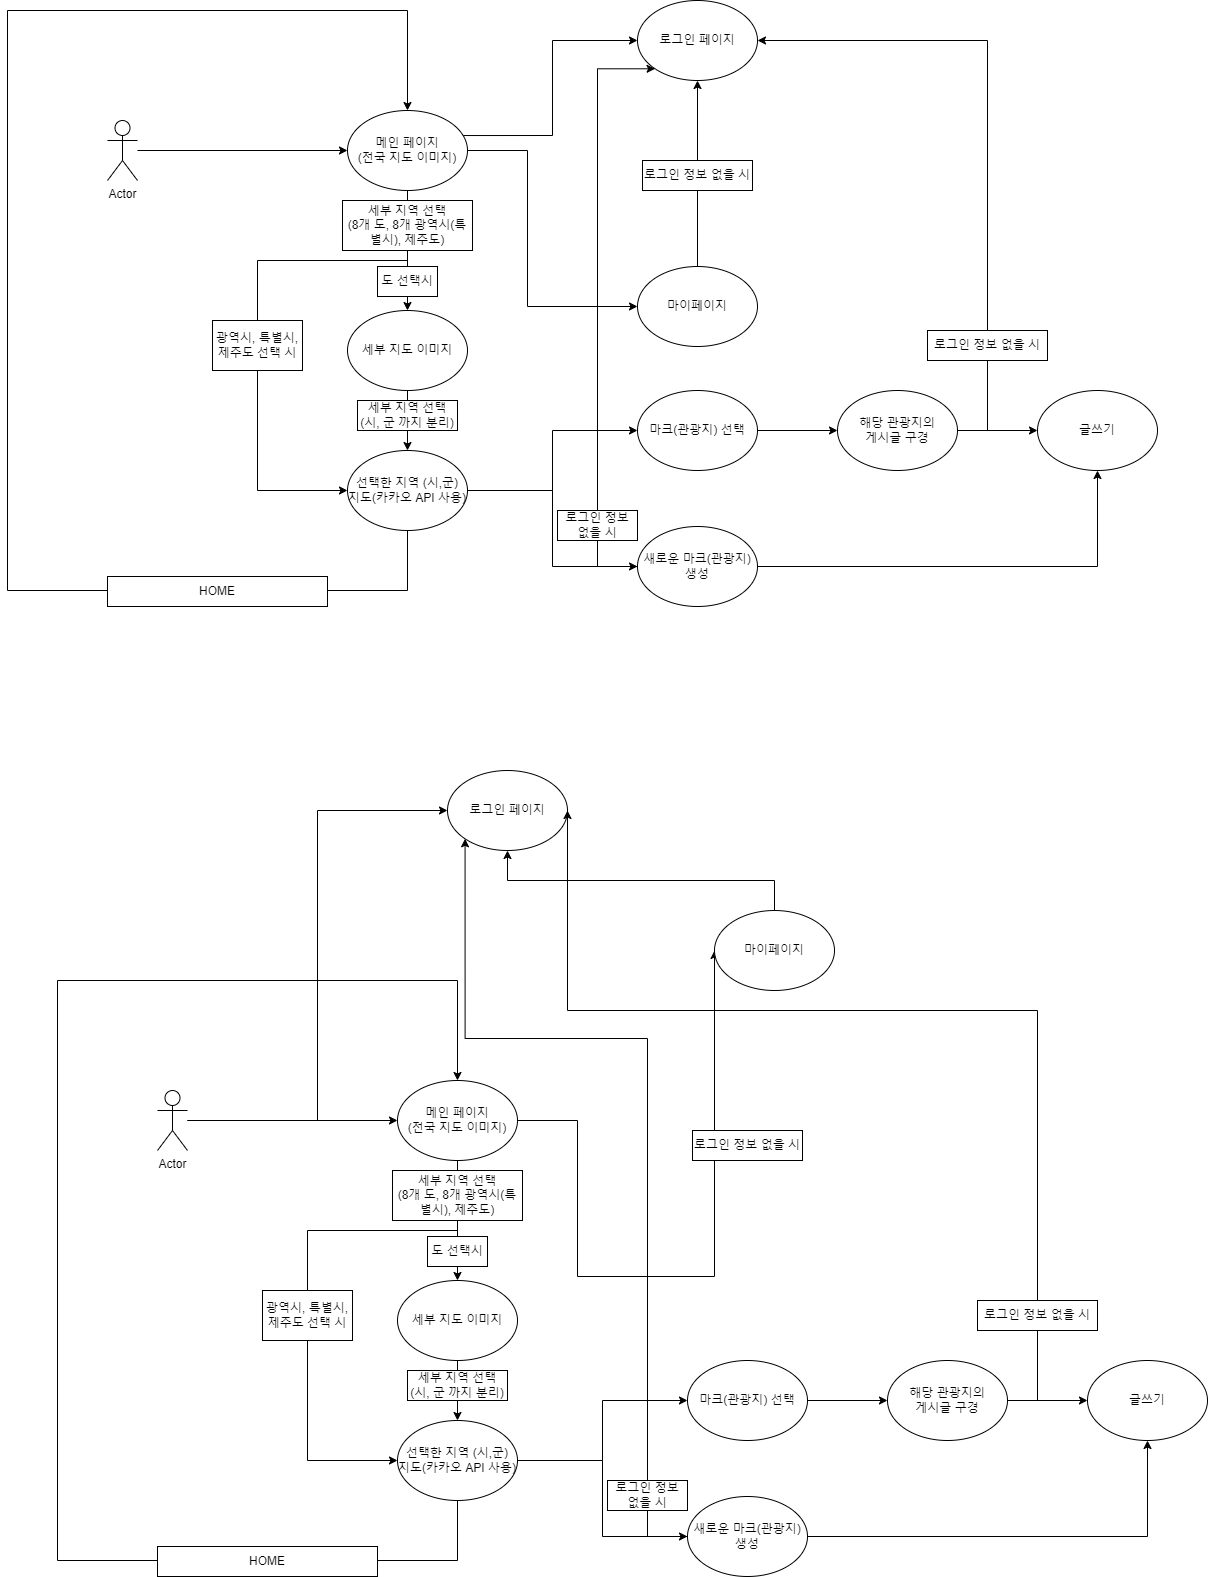 로그인 페이지
메인 페이지
(전국 지도 이미지)
Actor
로그인 정보 없을 시
세부 지역 선택
(8개 도, 8개 광역시(특
별시), 제주도)
도 선택시
마이페이지
광역시, 특별시,
제주도 선택 시
세부 지도 이미지
로그인 정보 없을 시
세부 지역 선택
(시, 군 까지 분리)
마크(관광지) 선택
해당 관광지의
게시글 구경
글쓰기
선택한 지역 (시,군)
지도(카카오 API 사용)
로그인 정보
없을 시
새로운 마크(관광지)
생성
HOME
로그인 페이지
마이페이지
메인 페이지
(전국 지도 이미지)
Actor
로그인 정보 없을 시
세부 지역 선택
(8개 도, 8개 광역시(특
별시), 제주도)
도 선택시
광역시, 특별시,
제주도 선택 시
세부 지도 이미지
로그인 정보 없을 시
세부 지역 선택
(시, 군 까지 분리)
마크(관광지) 선택
해당 관광지의
게시글 구경
글쓰기
선택한 지역 (시,군)
지도(카카오 API 사용)
로그인 정보
없을 시
새로운 마크(관광지)
생성
HOME